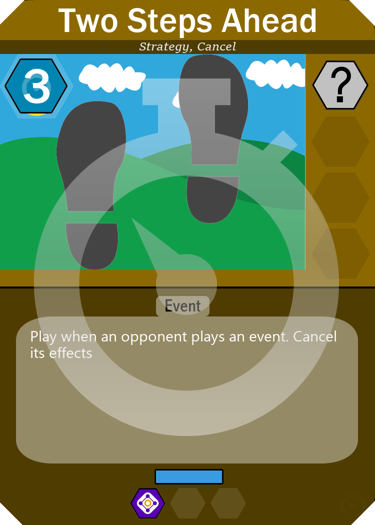 Two Steps Ahead
Strategy, Cancel
3
?
Event
Play when an opponent plays an event. Cancel
its effects